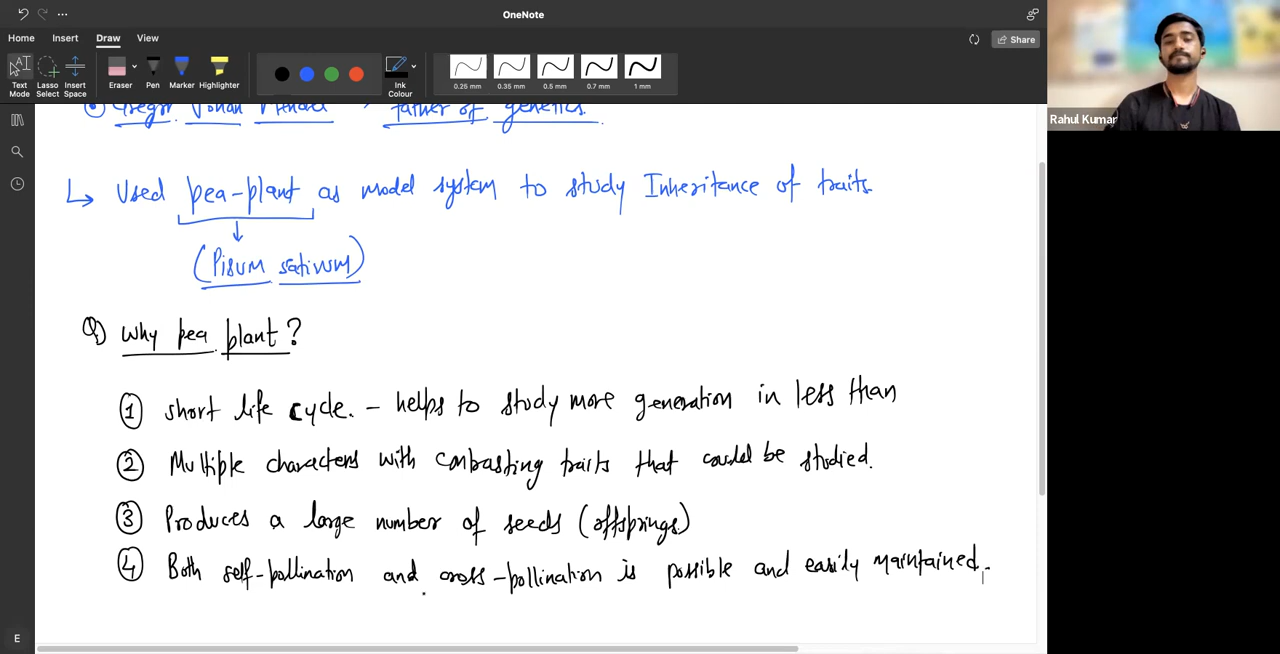 OneNote
Home Insert Draw View
Share
Text Mode
Lasso Select
Insert Space
Eraser
Pen
Marker
Highlighter
Ink Colour
0.25 mm 0.35 mm 0.5 mm 0.7 mm 1 mm
Rahul Kumar
Gregor Johan Mendel father of genetics.
↳ Used pea-plant as model system to study Inheritance of traits
(Pisum sativum)
Q) Why pea plant?
① short life cycle. – helps to study more generation in less than
② Multiple characters with contrasting traits that could be studied.
③ Produces a large number of seeds (offsprings)
④ Both self-pollination and cross-pollination is possible and easily maintained.
E